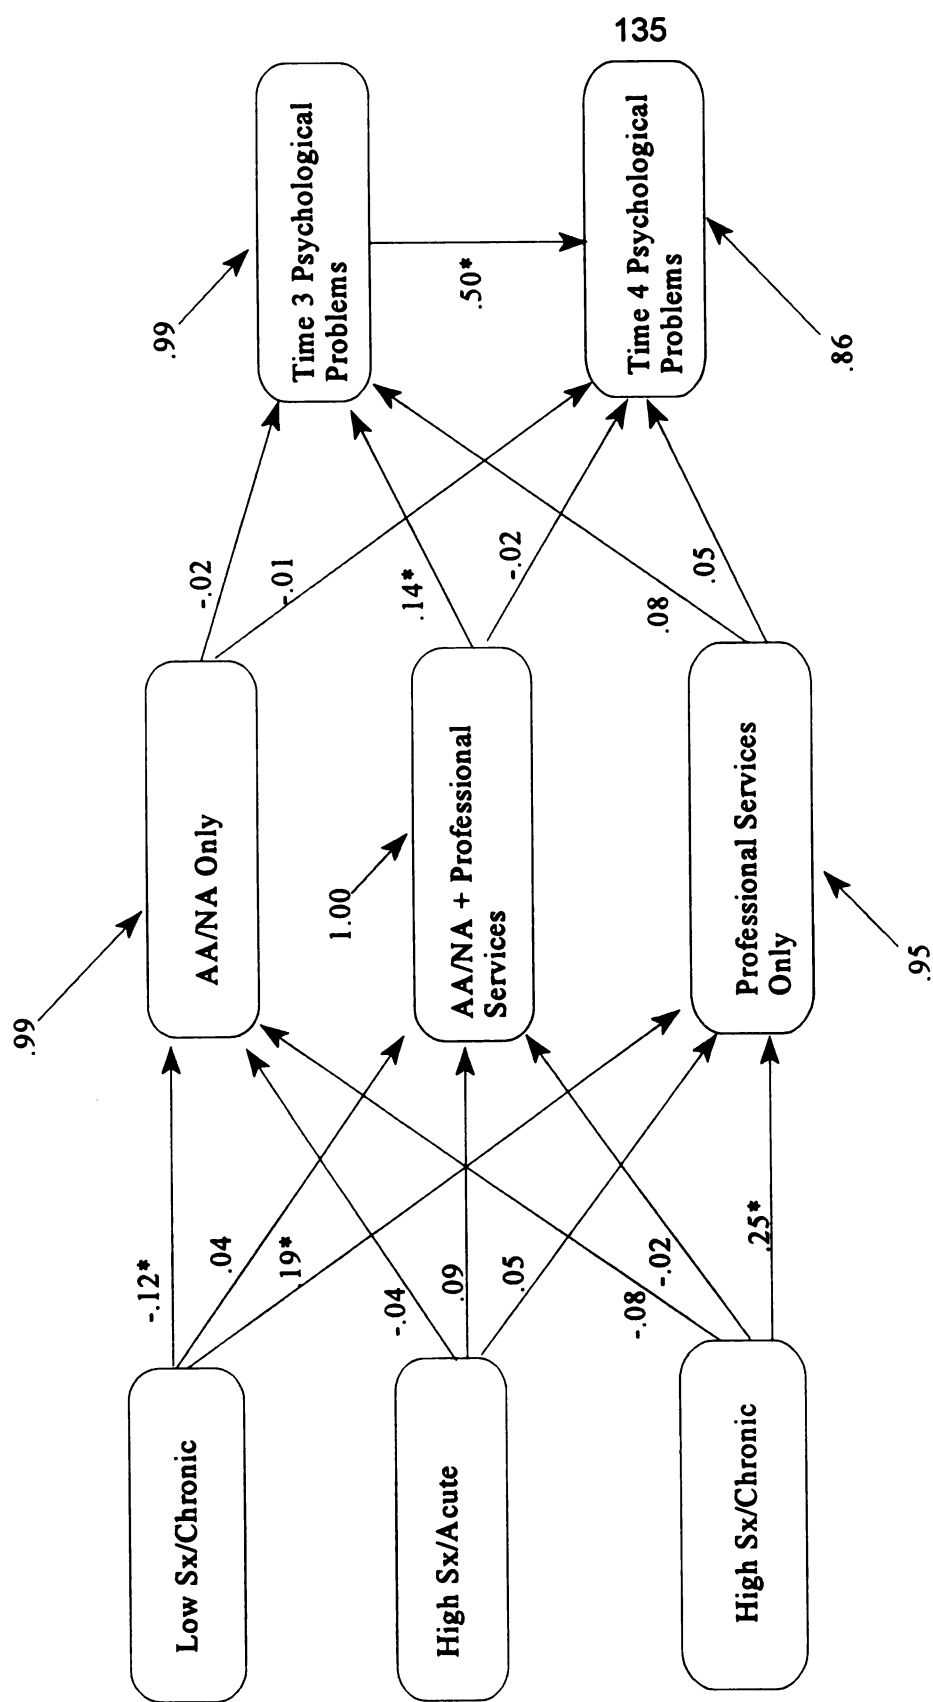 135
Low Sx/Chronic
High Sx/Acute
High Sx/Chronic
-.12*
.04
.19*
-.04
.09
.05
-.08
-.02
.25*
.99
AA/NA Only
1.00
AA/NA + Professional
Services
Professional Services
Only
.95
-.02
-.01
.14*
-.02
.08
.05
.99
Time 3 Psychological
Problems
.50*
Time 4 Psychological
Problems
.86